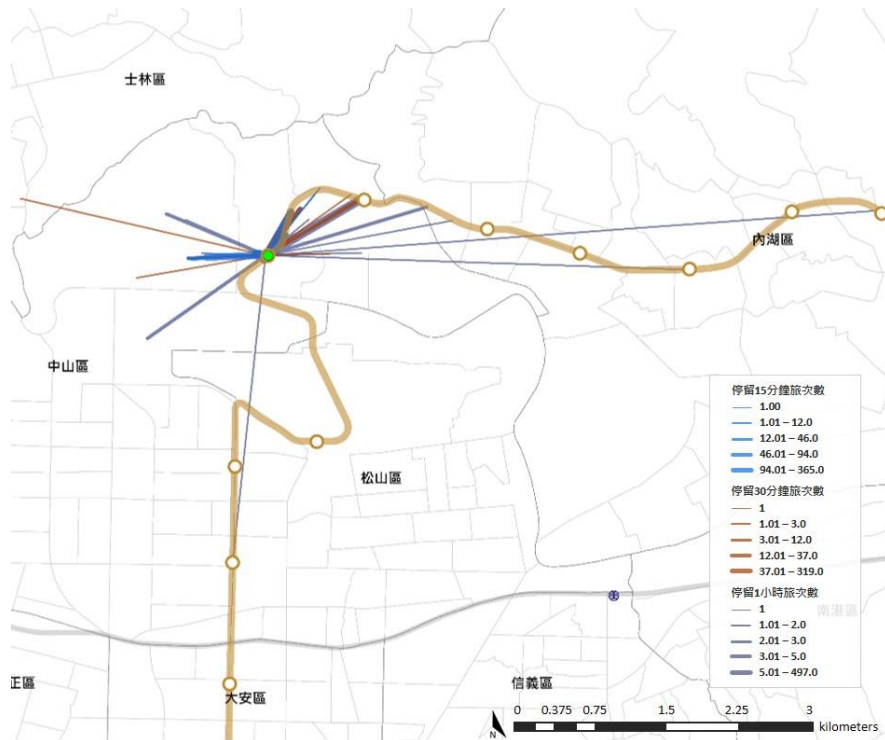 士林區
內湖區
中山區
松山區
停留15分鐘旅次數
1.00
1.01 – 12.0
12.01 – 46.0
46.01 – 94.0
94.01 – 365.0
停留30分鐘旅次數
1
1.01 – 3.0
3.01 – 12.0
12.01 – 37.0
37.01 – 319.0
停留1小時旅次數
1
1.01 – 2.0
2.01 – 3.0
3.01 – 5.0
5.01 – 497.0
南港區
正區
大安區
信義區
N
0 0.375 0.75 1.5 2.25 3
kilometers